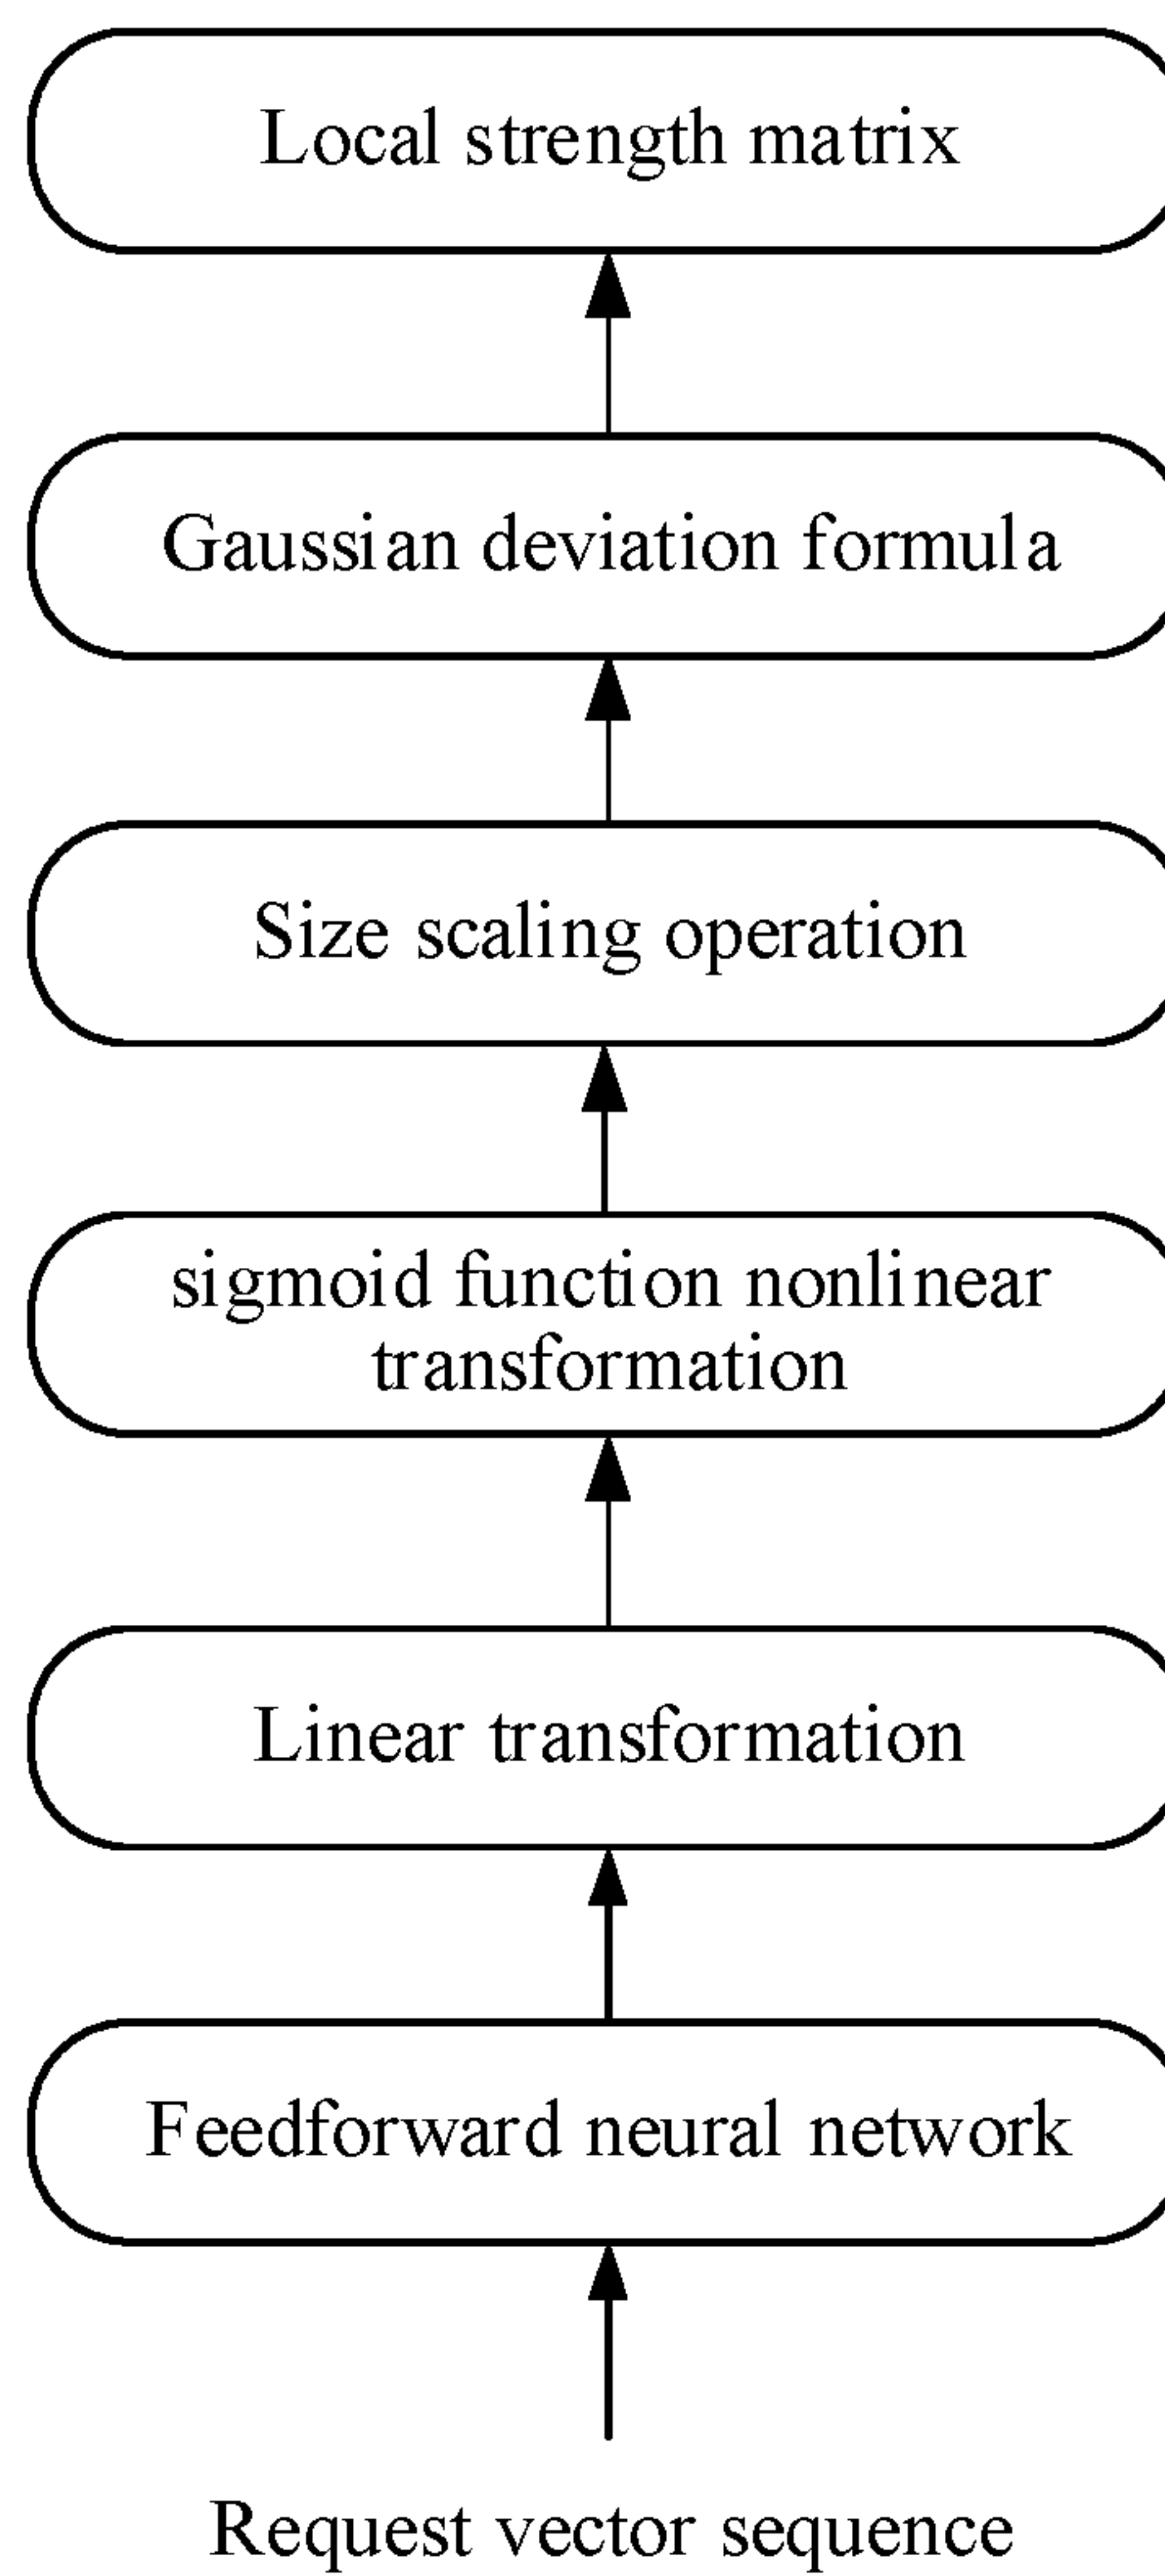 Local strength matrix
Gaussian deviation formula
Size scaling operation
sigmoid function nonlinear
transformation
Linear transformation
Feedforward neural network
Request vector sequence